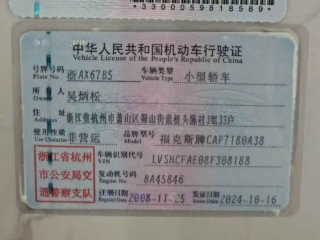 330005918191
中华人民共和国机动车行驶证
Vehicle License of the People's Republic of China
号牌号码 Plate No. 浙AX67B5 车辆类型 Vehicle Type 小型轿车
所有人 Owner 吴炳松
住址 Address 浙江省杭州市萧山区蜀山街道桥头陈村2组33户
使用性质 Use Character 非营运 品牌型号 Model 福克斯牌CAF7180A38
浙江省杭州
市公安局交
通警察支队
车辆识别代号 VIN LVSHCFAE08F308188
发动机号码 Engine No. 8A45846
注册日期 Register Date 2008-11-25 发证日期 Issue Date 2024-10-16